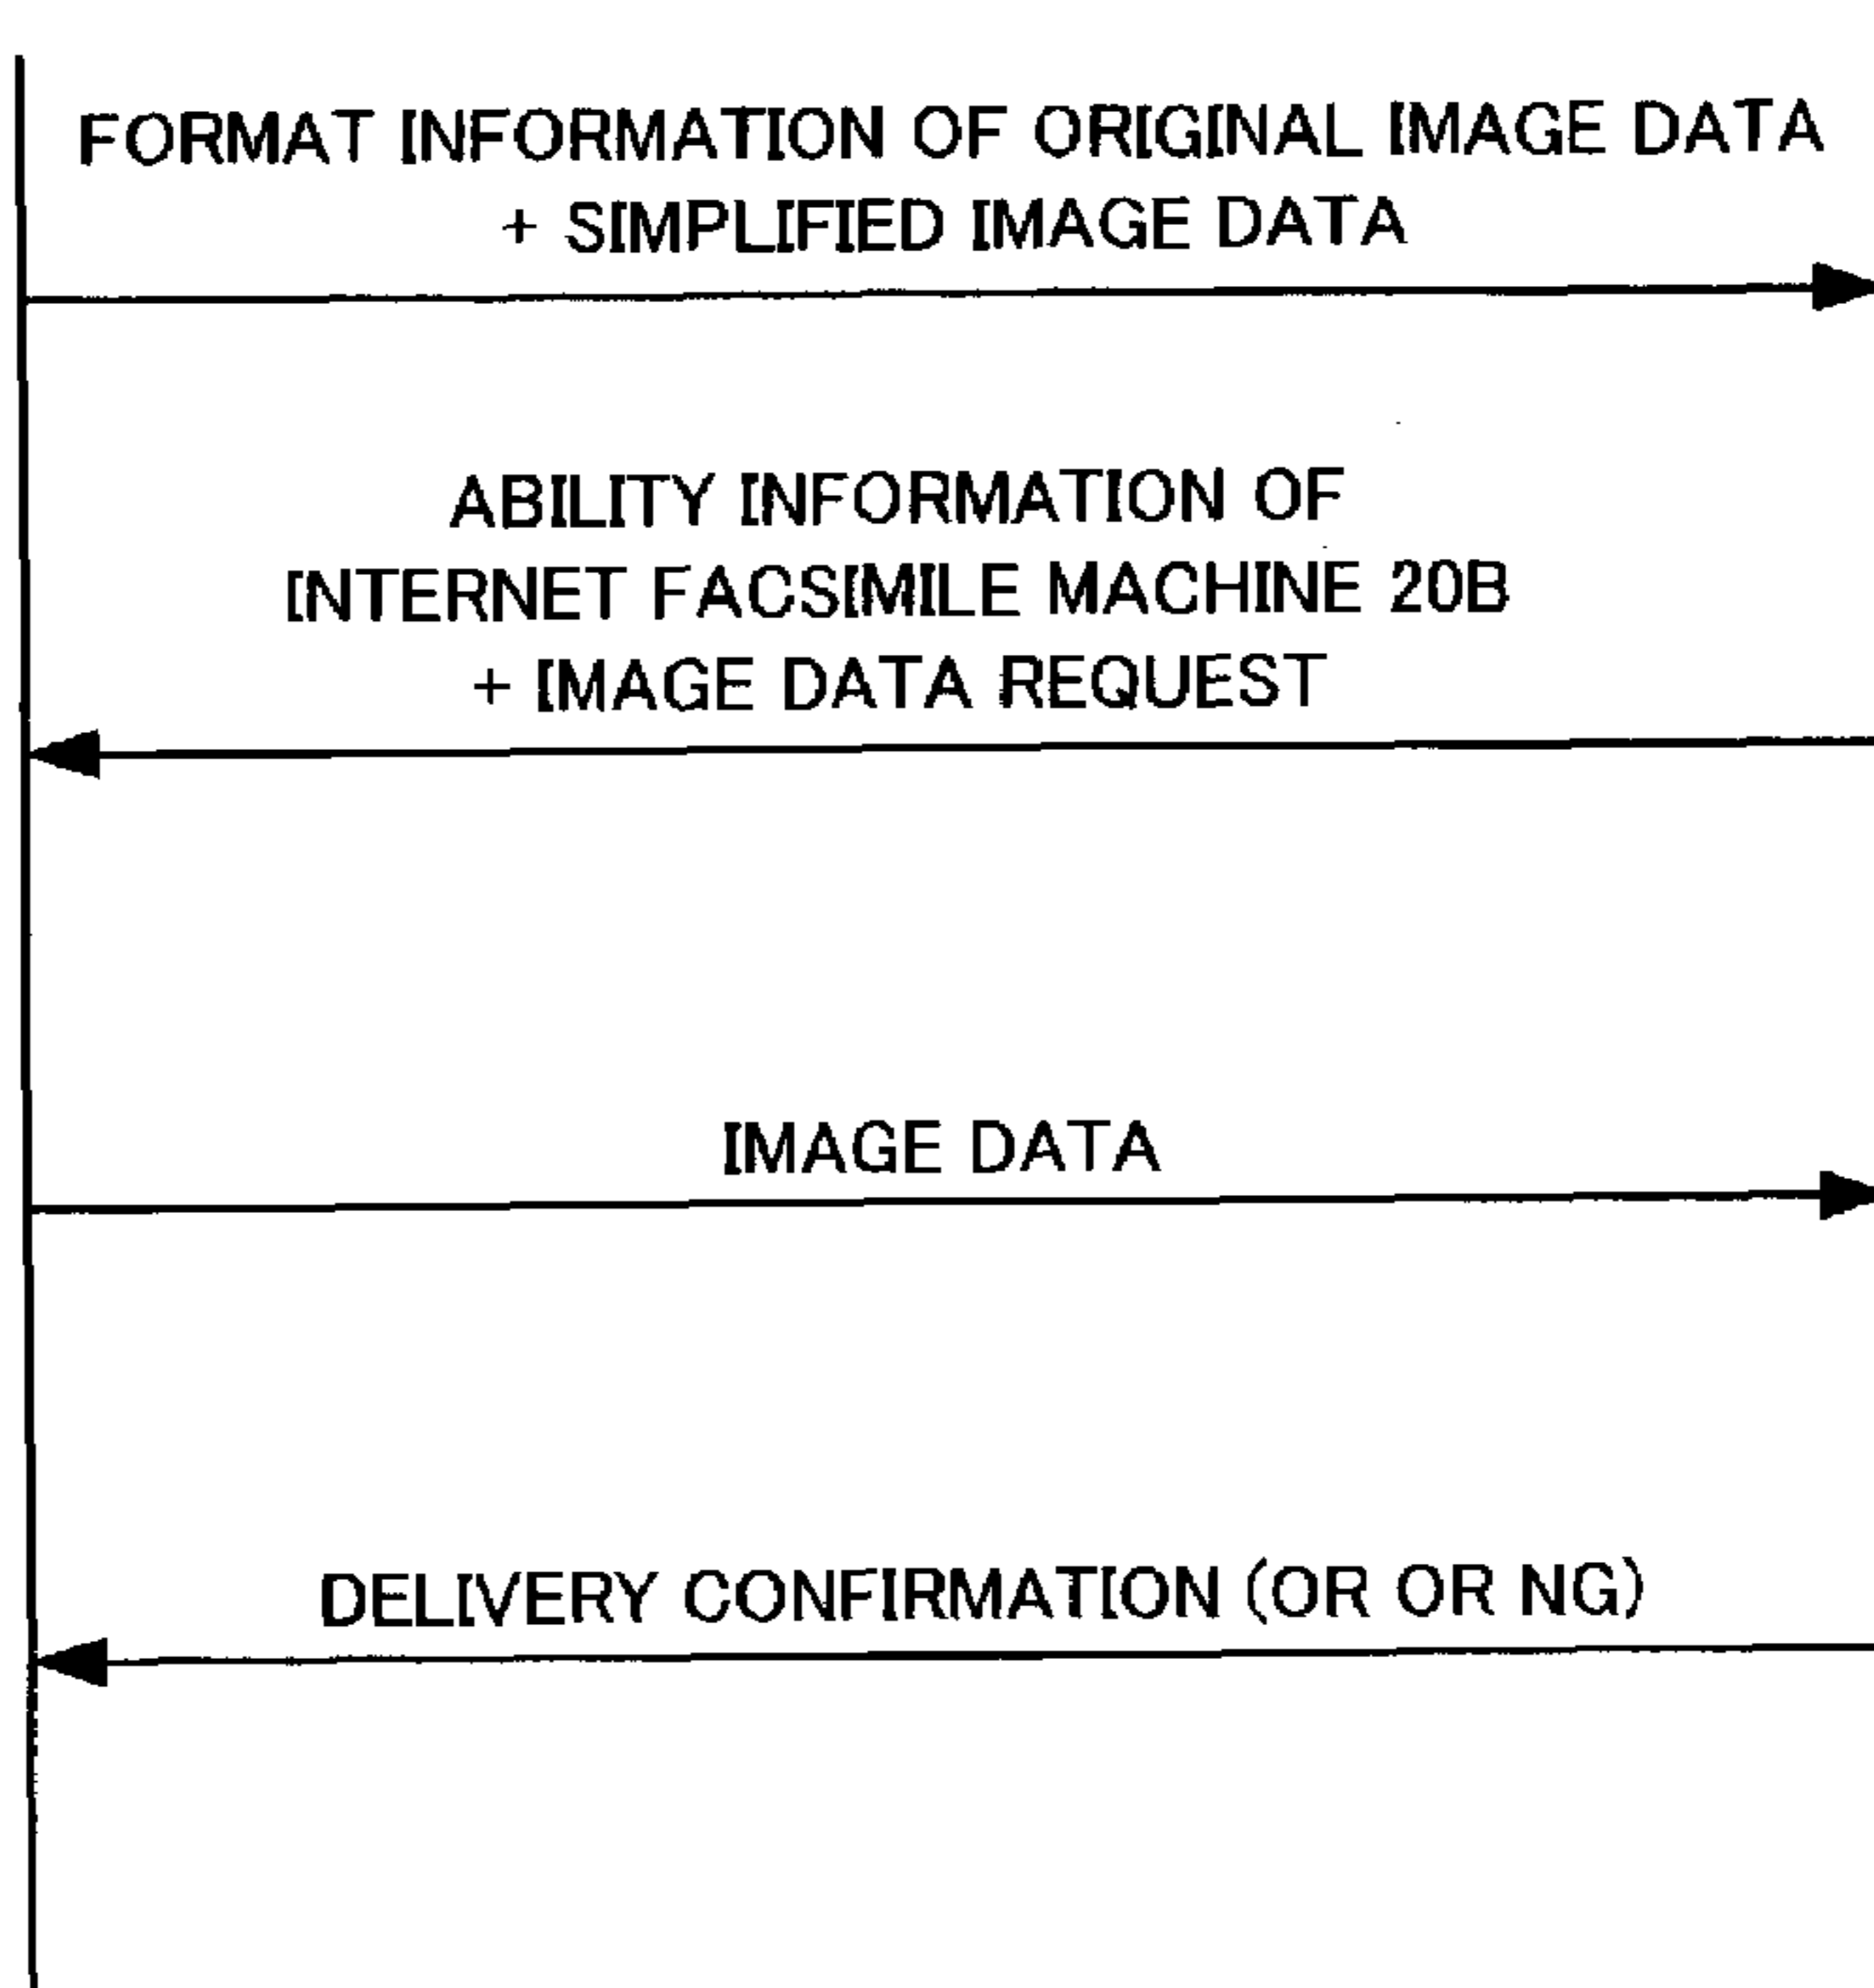 FORMAT INFORMATION OF ORIGINAL IMAGE DATA
+ SIMPLIFIED IMAGE DATA
ABILITY INFORMATION OF
INTERNET FACSIMILE MACHINE 20B
+ IMAGE DATA REQUEST
IMAGE DATA
DELIVERY CONFIRMATION (OR OR NG)